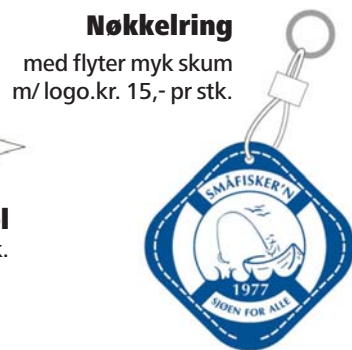 Nøkkelring
med flyter myk skum
m/ logo.kr. 15,- pr stk.
SMÅFISKER'N
1977
SJØEN FOR ALLE